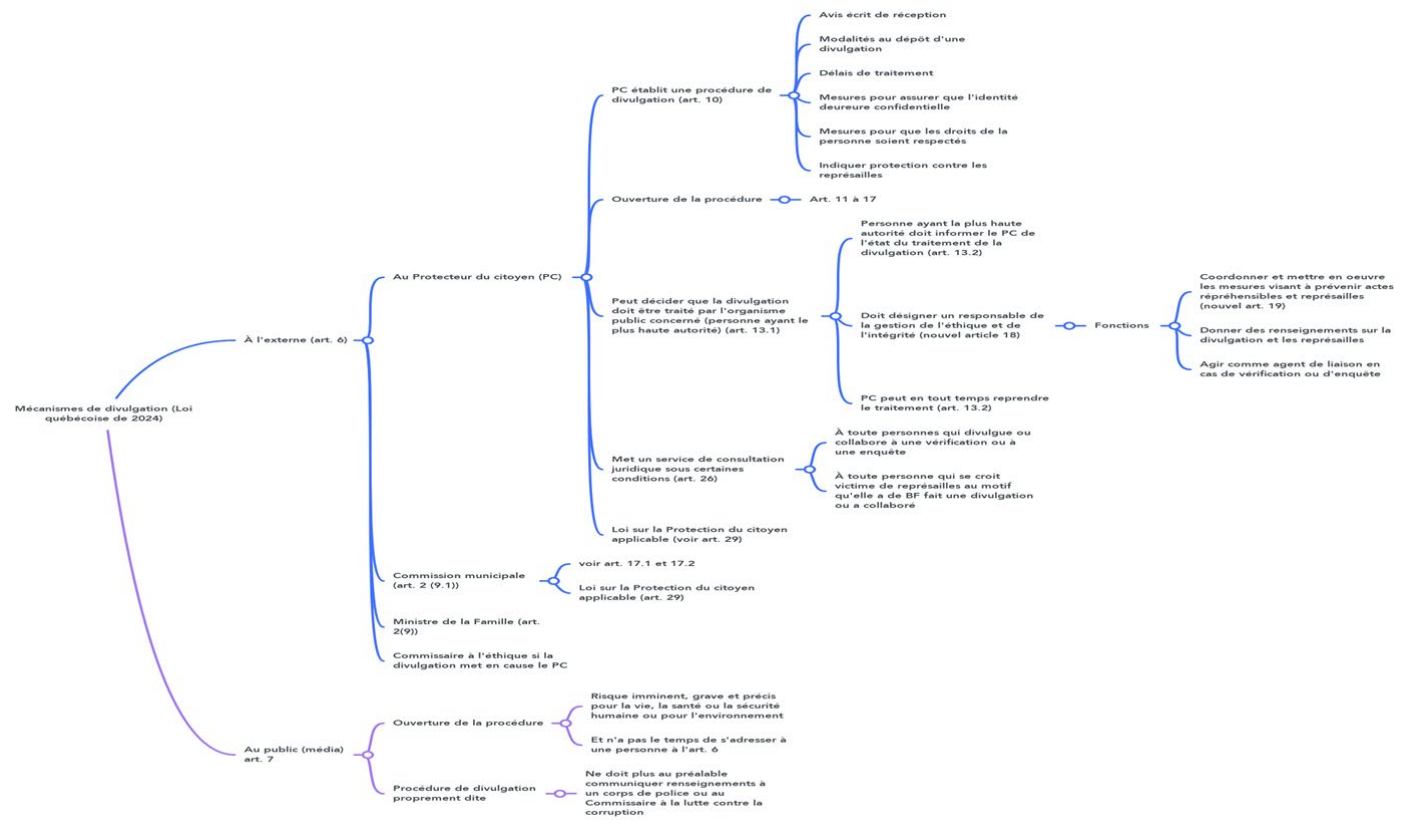 Mécanismes de divulgation (Loi
québécoise de 2024)
À l'externe (art. 6)
Au Protecteur du citoyen (PC)
PC établit une procédure de
divulgation (art. 10)
Avis écrit de réception
Modalités au dépôt d'une
divulgation
Délais de traitement
Mesures pour assurer que l'identité
deureure confidentielle
Mesures pour que les droits de la
personne soient respectés
Indiquer protection contre les
représailles
Ouverture de la procédure
Art. 11 à 17
Peut décider que la divulgation
doit être traité par l'organisme
public concerné (personne ayant le
plus haute autorité) (art. 13.1)
Personne ayant la plus haute
autorité doit informer le PC de
l'état du traitement de la
divulgation (art. 13.2)
Doit désigner un responsable de
la gestion de l'éthique et de
l'intégrité (nouvel article 18)
Fonctions
Coordonner et mettre en oeuvre
les mesures visant à prévenir actes
répréhensibles et représailles
(nouvel art. 19)
Donner des renseignements sur la
divulgation et les représailles
Agir comme agent de liaison en
cas de vérification ou d'enquête
PC peut en tout temps reprendre
le traitement (art. 13.2)
Met un service de consultation
juridique sous certaines
conditions (art. 26)
À toute personnes qui divulgue ou
collabore à une vérification ou à
une enquête
À toute personne qui se croit
victime de représailles au motif
qu'elle a de BF fait une divulgation
ou a collaboré
Loi sur la Protection du citoyen
applicable (voir art. 29)
Commission municipale
(art. 2 (9.1))
voir art. 17.1 et 17.2
Loi sur la Protection du citoyen
applicable (art. 29)
Ministre de la Famille (art.
2(9))
Commissaire à l'éthique si la
divulgation met en cause le PC
Au public (média)
art. 7
Ouverture de la procédure
Risque imminent, grave et précis
pour la vie, la santé ou la sécurité
humaine ou pour l'environnement
Et n'a pas le temps de s'adresser à
une personne à l'art. 6
Procédure de divulgation
proprement dite
Ne doit plus au préalable
communiquer renseignements à
un corps de police ou au
Commissaire à la lutte contre la
corruption